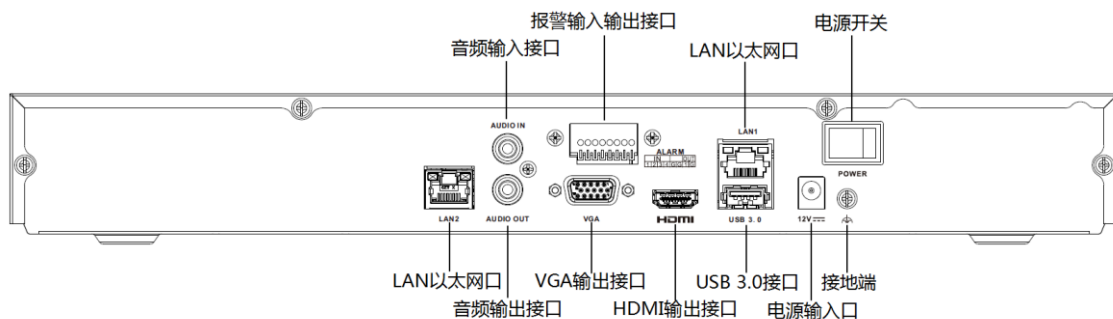 报警输入输出接口
电源开关
音频输入接口
LAN以太网口
AUDIO IN
LAN1
ALARM
POWER
LAN2
AUDIO OUT
VGA
HDMI
USB 3.0
12V
LAN以太网口
VGA输出接口
USB 3.0接口
接地端
音频输出接口
HDMI输出接口
电源输入口